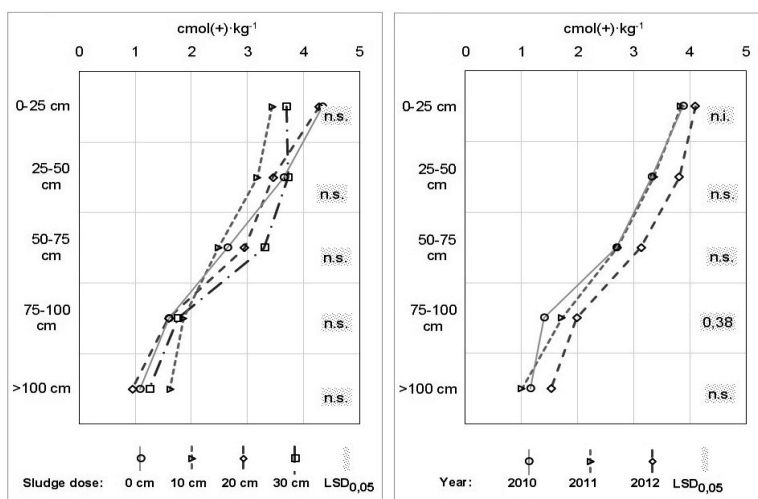 cmol(+)·kg⁻¹
0 1 2 3 4 5
0-25 cm
n.s.
25-50
cm
n.s.
50-75
cm
n.s.
75-100
cm
n.s.
>100 cm
n.s.
Sludge dose: 0 cm 10 cm 20 cm 30 cm LSD0,05
cmol(+)·kg⁻¹
0 1 2 3 4 5
0-25 cm
n.i.
25-50
cm
n.s.
50-75
cm
n.s.
75-100
cm
0,38
>100 cm
n.s.
Year: 2010 2011 2012 LSD0,05